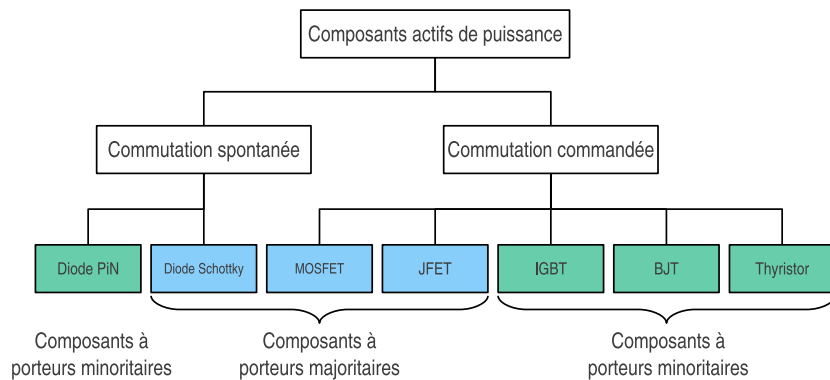 Composants actifs de puissance
Commutation spontanée
Commutation commandée
Diode PiN
Diode Schottky
MOSFET
JFET
IGBT
BJT
Thyristor
Composants à
porteurs minoritaires
Composants à
porteurs majoritaires
Composants à
porteurs minoritaires